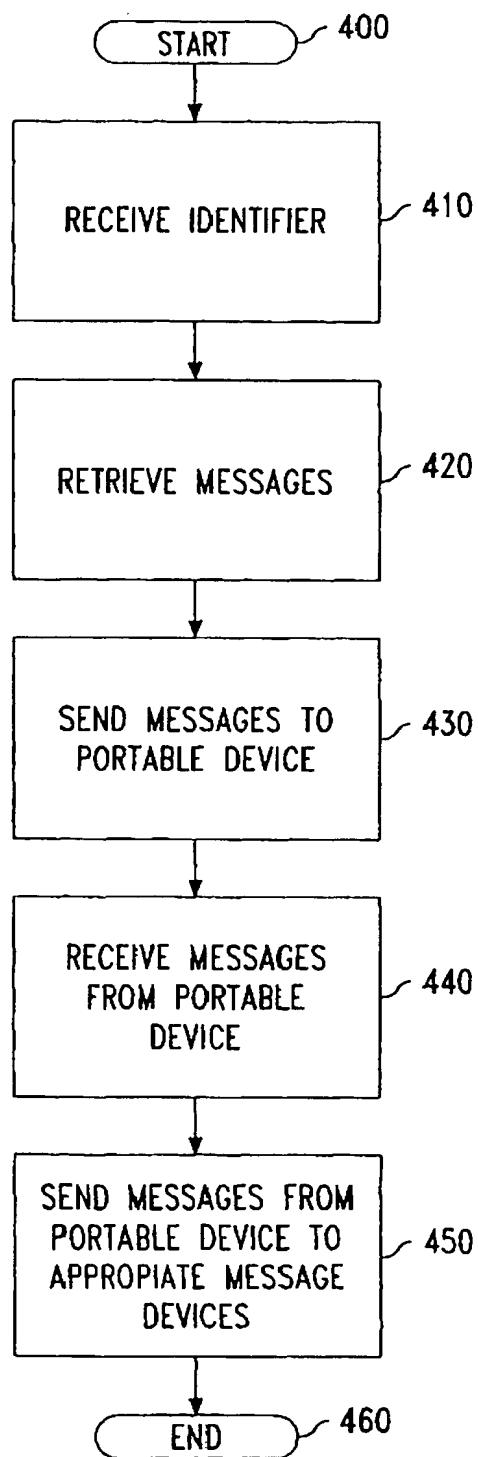 START
400
RECEIVE IDENTIFIER
410
RETRIEVE MESSAGES
420
SEND MESSAGES TO
PORTABLE DEVICE
430
RECEIVE MESSAGES
FROM PORTABLE
DEVICE
440
SEND MESSAGES FROM
PORTABLE DEVICE TO
APPROPIATE MESSAGE
DEVICES
450
END
460